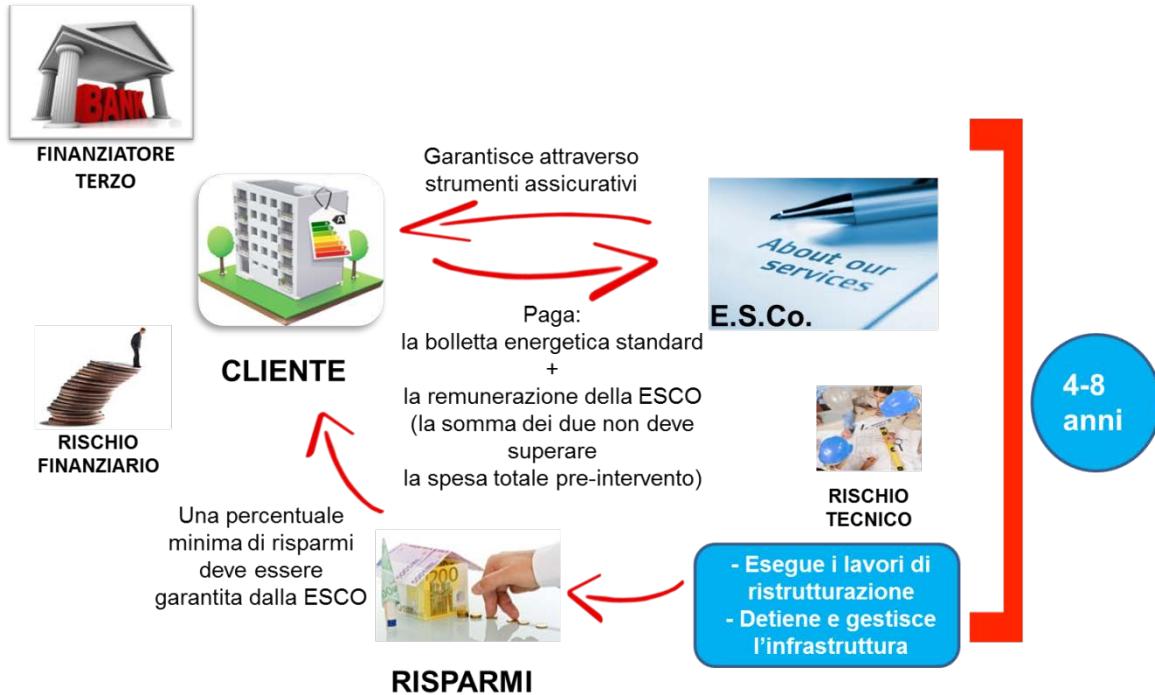 BANK
FINANZIATORE
TERZO
Garantisce attraverso
strumenti assicurativi
A
About our
services
E.S.Co.
CLIENTE
Paga:
la bolletta energetica standard
+
la remunerazione della ESCO
(la somma dei due non deve
superare
la spesa totale pre-intervento)
4-8
anni
RISCHIO
FINANZIARIO
RISCHIO
TECNICO
Una percentuale
minima di risparmi
deve essere
garantita dalla ESCO
200
- Esegue i lavori di
ristrutturazione
- Detiene e gestisce
l’infrastruttura
RISPARMI